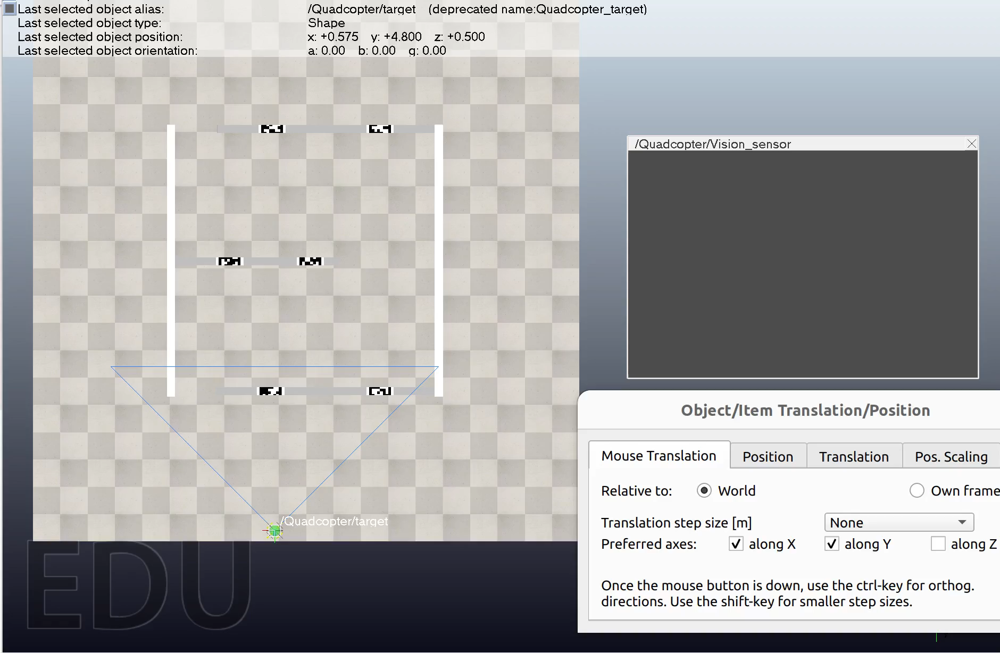 Last selected object alias: /Quadcopter/target (deprecated name:Quadcopter_target)
Last selected object type: Shape
Last selected object position: x: +0.575 y: +4.800 z: +0.500
Last selected object orientation: a: 0.00 b: 0.00 g: 0.00
/Quadcopter/Vision_sensor
Object/Item Translation/Position
Mouse Translation Position Translation Pos. Scaling
Relative to: World Own frame
/Quadcopter/target
Translation step size [m] None
Preferred axes: along X along Y along Z
EDU
Once the mouse button is down, use the ctrl-key for orthog.
directions. Use the shift-key for smaller step sizes.